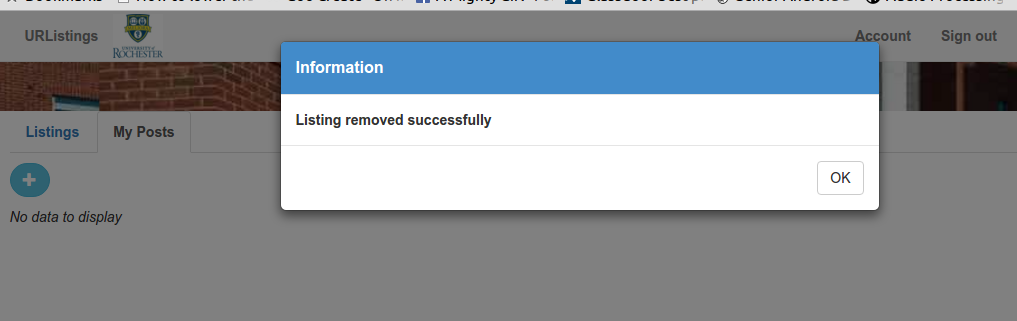 URListings
UNIVERSITY of
ROCHESTER
Account
Sign out
Information
Listing removed successfully
OK
Listings
My Posts
No data to display